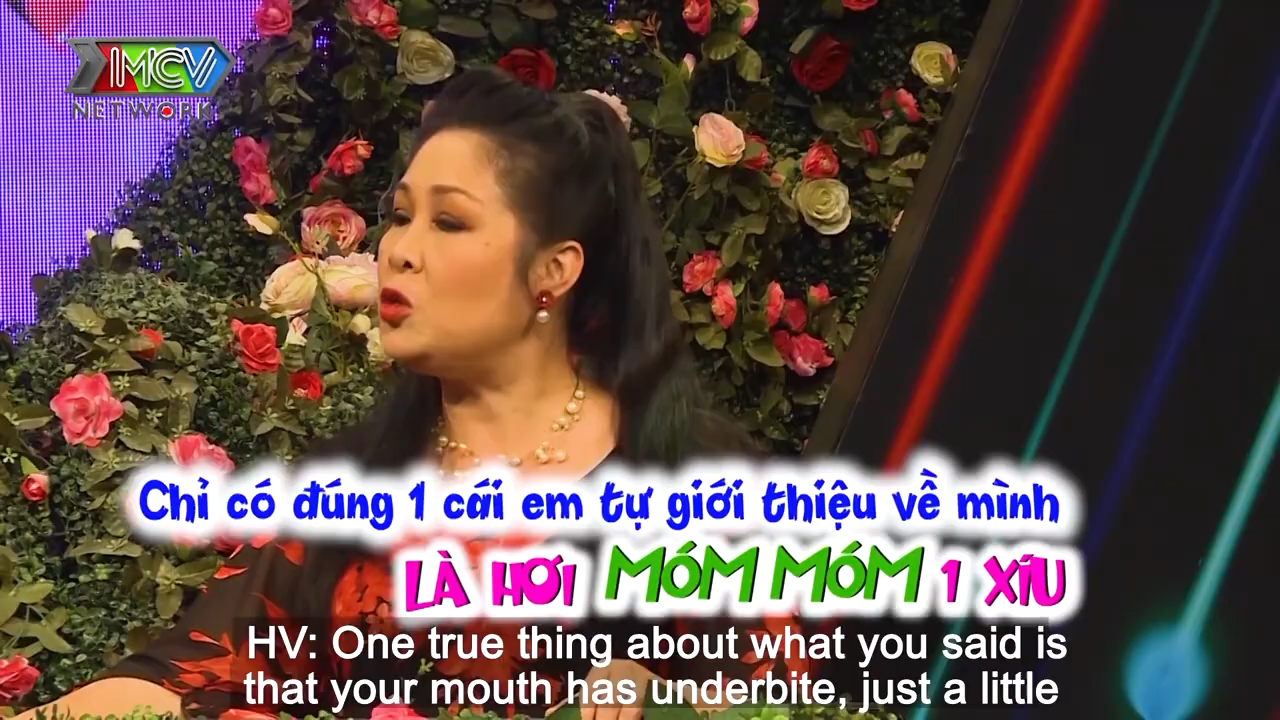 MCV
NETWORK
Chỉ có đúng 1 cái em tự giới thiệu về mình
LÀ HƠI MÓM MÓM 1 XÍU
HV: One true thing about what you said is
that your mouth has underbite, just a little